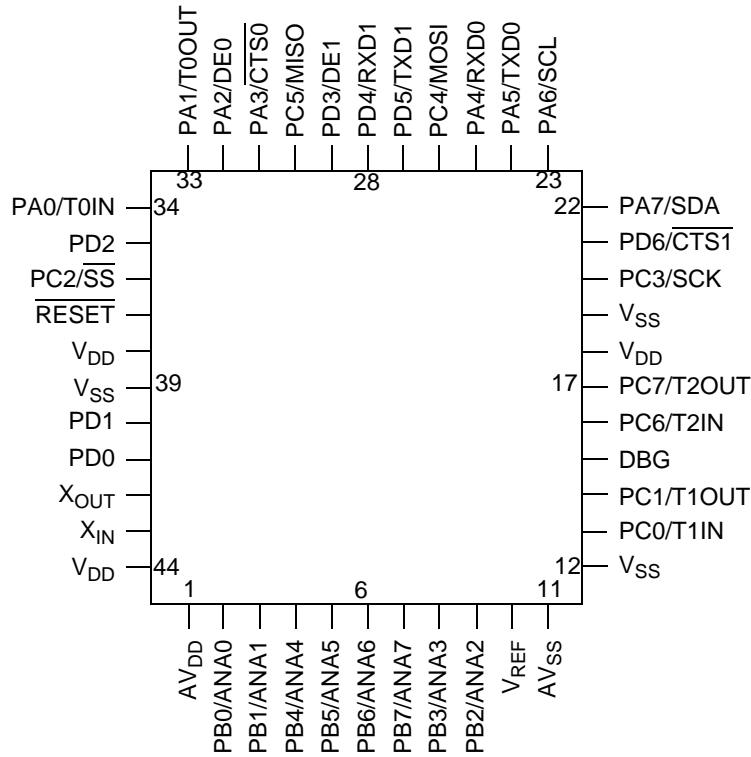 PA1/T0OUT
PA2/DE0
PA3/CTS0
PC5/MISO
PD3/DE1
PD4/RXD1
PD5/TXD1
PC4/MOSI
PA4/RXD0
PA5/TXD0
PA6/SCL
33
28
23
PA0/T0IN
34
22
PA7/SDA
PD2
PD6/CTS1
PC2/SS
PC3/SCK
RESET
VSS
VDD
VDD
VSS
39
17
PC7/T2OUT
PD1
PC6/T2IN
PD0
DBG
XOUT
PC1/T1OUT
XIN
PC0/T1IN
VDD
44
12
VSS
1
6
11
AVDD
PB0/ANA0
PB1/ANA1
PB4/ANA4
PB5/ANA5
PB6/ANA6
PB7/ANA7
PB3/ANA3
PB2/ANA2
VREF
AVSS